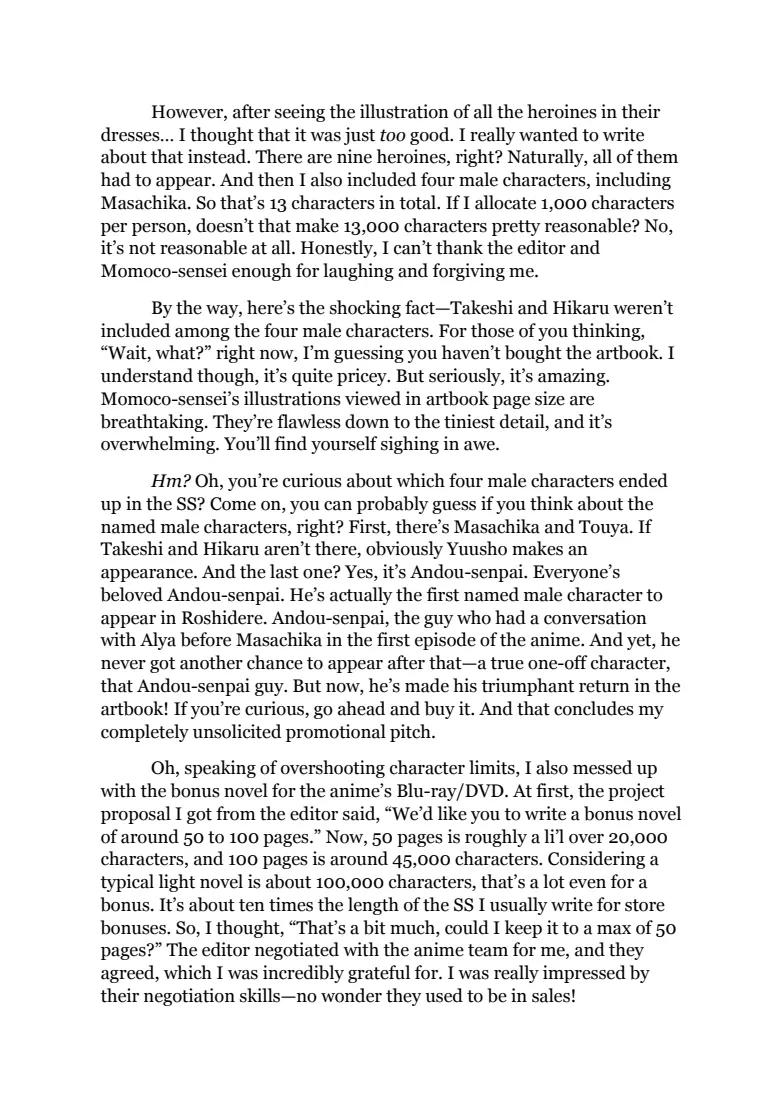 However, after seeing the illustration of all the heroines in their
dresses... I thought that it was just too good. I really wanted to write
about that instead. There are nine heroines, right? Naturally, all of them
had to appear. And then I also included four male characters, including
Masachika. So that’s 13 characters in total. If I allocate 1,000 characters
per person, doesn’t that make 13,000 characters pretty reasonable? No,
it’s not reasonable at all. Honestly, I can’t thank the editor and
Momoco-sensei enough for laughing and forgiving me.
By the way, here’s the shocking fact—Takeshi and Hikaru weren’t
included among the four male characters. For those of you thinking,
“Wait, what?” right now, I’m guessing you haven’t bought the artbook. I
understand though, it’s quite pricey. But seriously, it’s amazing.
Momoco-sensei’s illustrations viewed in artbook page size are
breathtaking. They’re flawless down to the tiniest detail, and it’s
overwhelming. You’ll find yourself sighing in awe.
Hm? Oh, you’re curious about which four male characters ended
up in the SS? Come on, you can probably guess if you think about the
named male characters, right? First, there’s Masachika and Touya. If
Takeshi and Hikaru aren’t there, obviously Yuusho makes an
appearance. And the last one? Yes, it’s Andou-senpai. Everyone’s
beloved Andou-senpai. He’s actually the first named male character to
appear in Roshidere. Andou-senpai, the guy who had a conversation
with Alya before Masachika in the first episode of the anime. And yet, he
never got another chance to appear after that—a true one-off character,
that Andou-senpai guy. But now, he’s made his triumphant return in the
artbook! If you’re curious, go ahead and buy it. And that concludes my
completely unsolicited promotional pitch.
Oh, speaking of overshooting character limits, I also messed up
with the bonus novel for the anime’s Blu-ray/DVD. At first, the project
proposal I got from the editor said, “We’d like you to write a bonus novel
of around 50 to 100 pages.” Now, 50 pages is roughly a li’l over 20,000
characters, and 100 pages is around 45,000 characters. Considering a
typical light novel is about 100,000 characters, that’s a lot even for a
bonus. It’s about ten times the length of the SS I usually write for store
bonuses. So, I thought, “That’s a bit much, could I keep it to a max of 50
pages?” The editor negotiated with the anime team for me, and they
agreed, which I was incredibly grateful for. I was really impressed by
their negotiation skills—no wonder they used to be in sales!